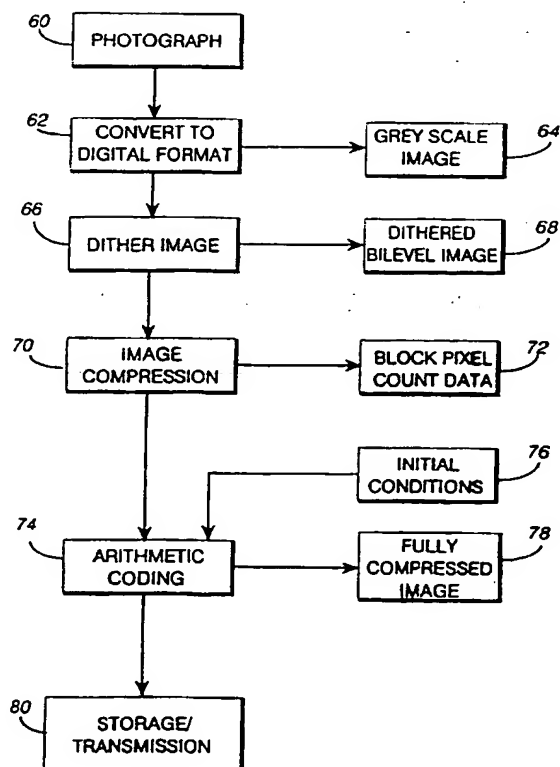 60
PHOTOGRAPH
62
CONVERT TO
DIGITAL FORMAT
64
GREY SCALE
IMAGE
66
DITHER IMAGE
68
DITHERED
BILEVEL IMAGE
70
IMAGE
COMPRESSION
72
BLOCK PIXEL
COUNT DATA
76
INITIAL
CONDITIONS
74
ARITHMETIC
CODING
78
FULLY
COMPRESSED
IMAGE
80
STORAGE/
TRANSMISSION